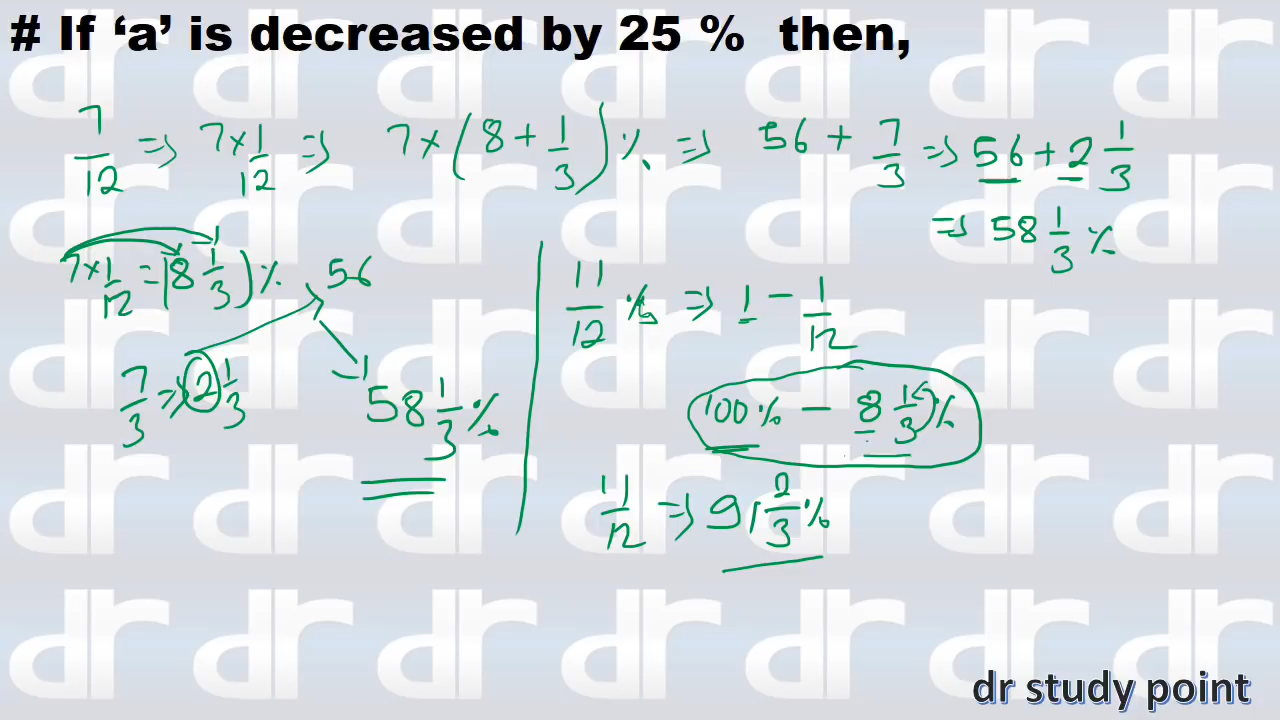 # If ‘a’ is decreased by 25 % then,
7/12 ⇒ 7×1/12 ⇒ 7×(8 + 1/3)% ⇒ 56 + 7/3 ⇒ 56 + 2 1/3
⇒ 58 1/3 %
7×1/12 = (8 1/3)% 56
7/3 ⇒ 2 1/3
58 1/3 %
11/12 % ⇒ 1 − 1/12
100% − 8 1/3 %
11/12 ⇒ 91 2/3 %
dr study point